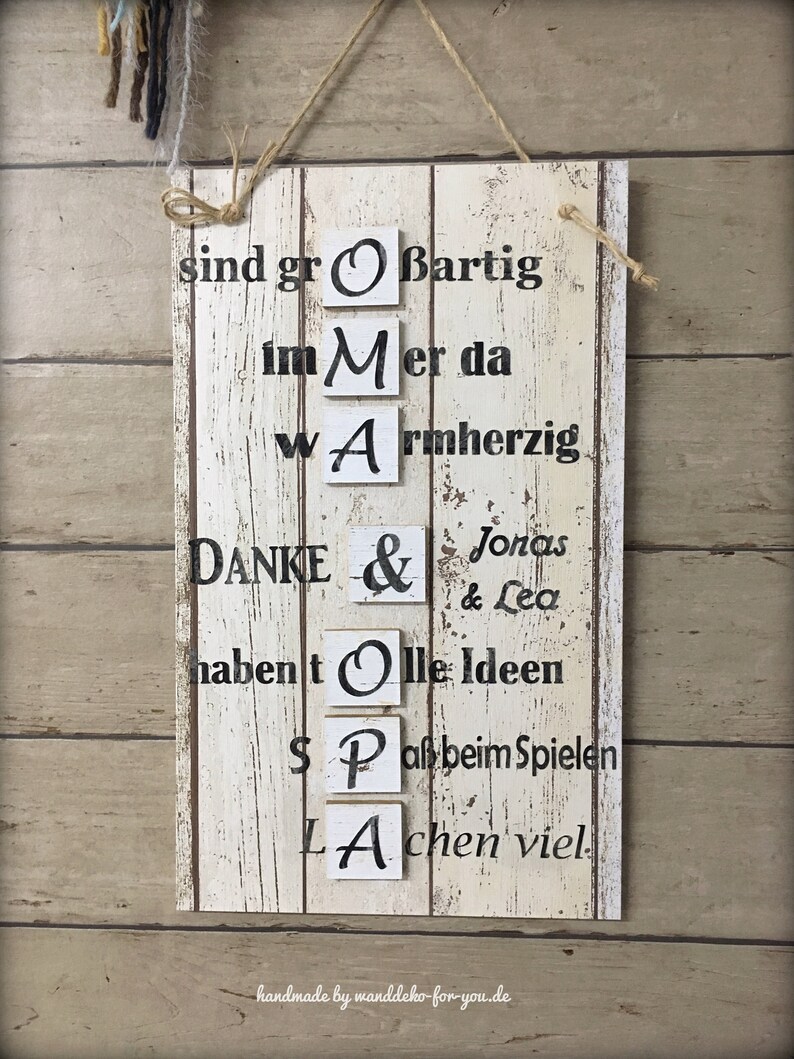 sind grOßartig
imMer da
wArmherzig
DANKE & Jonas
& Lea
haben tOlle Ideen
SPaß beim Spielen
LAchen viel.
handmade by wanddeko-for-you.de